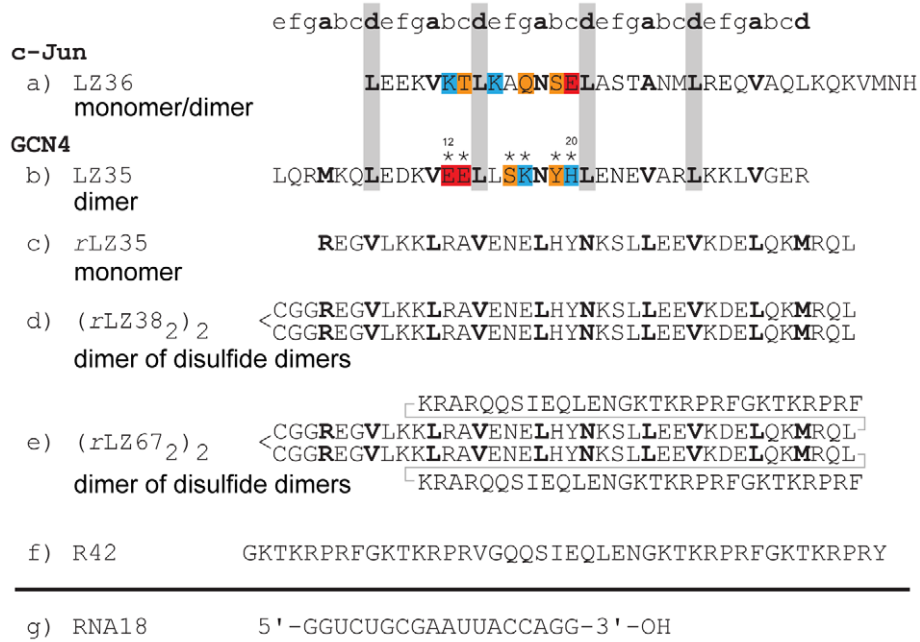 efgabcdefgabcdefgabcdefgabcdefgabcd
c-Jun
a) LZ36 LEEKVKTLKAQNSELASTANMLREQVAQLKQKVMNH
monomer/dimer
GCN4
12 20
** ** **
b) LZ35 LQRMKQLEDKVEELLSKNYHLENEVARLKKLVGER
dimer
c) rLZ35 REGVLKKLRAVENELHYNKSLLEEVKDELQKMRQL
monomer
d) (rLZ38₂)₂ <CGGREGVLKKLRAVENELHYNKSLLEEVKDELQKMRQL
CGGREGVLKKLRAVENELHYNKSLLEEVKDELQKMRQL
dimer of disulfide dimers
KRARQQSIEQLENGKTKRPRFGKTKRPRF
e) (rLZ67₂)₂ <CGGREGVLKKLRAVENELHYNKSLLEEVKDELQKMRQL
CGGREGVLKKLRAVENELHYNKSLLEEVKDELQKMRQL
dimer of disulfide dimers
KRARQQSIEQLENGKTKRPRFGKTKRPRF
f) R42 GKTKRPRFGKTKRPRVGQQSIEQLENGKTKRPRFGKTKRPRY
g) RNA18 5'-GGUCUGCGAAUUACCAGG-3'-OH